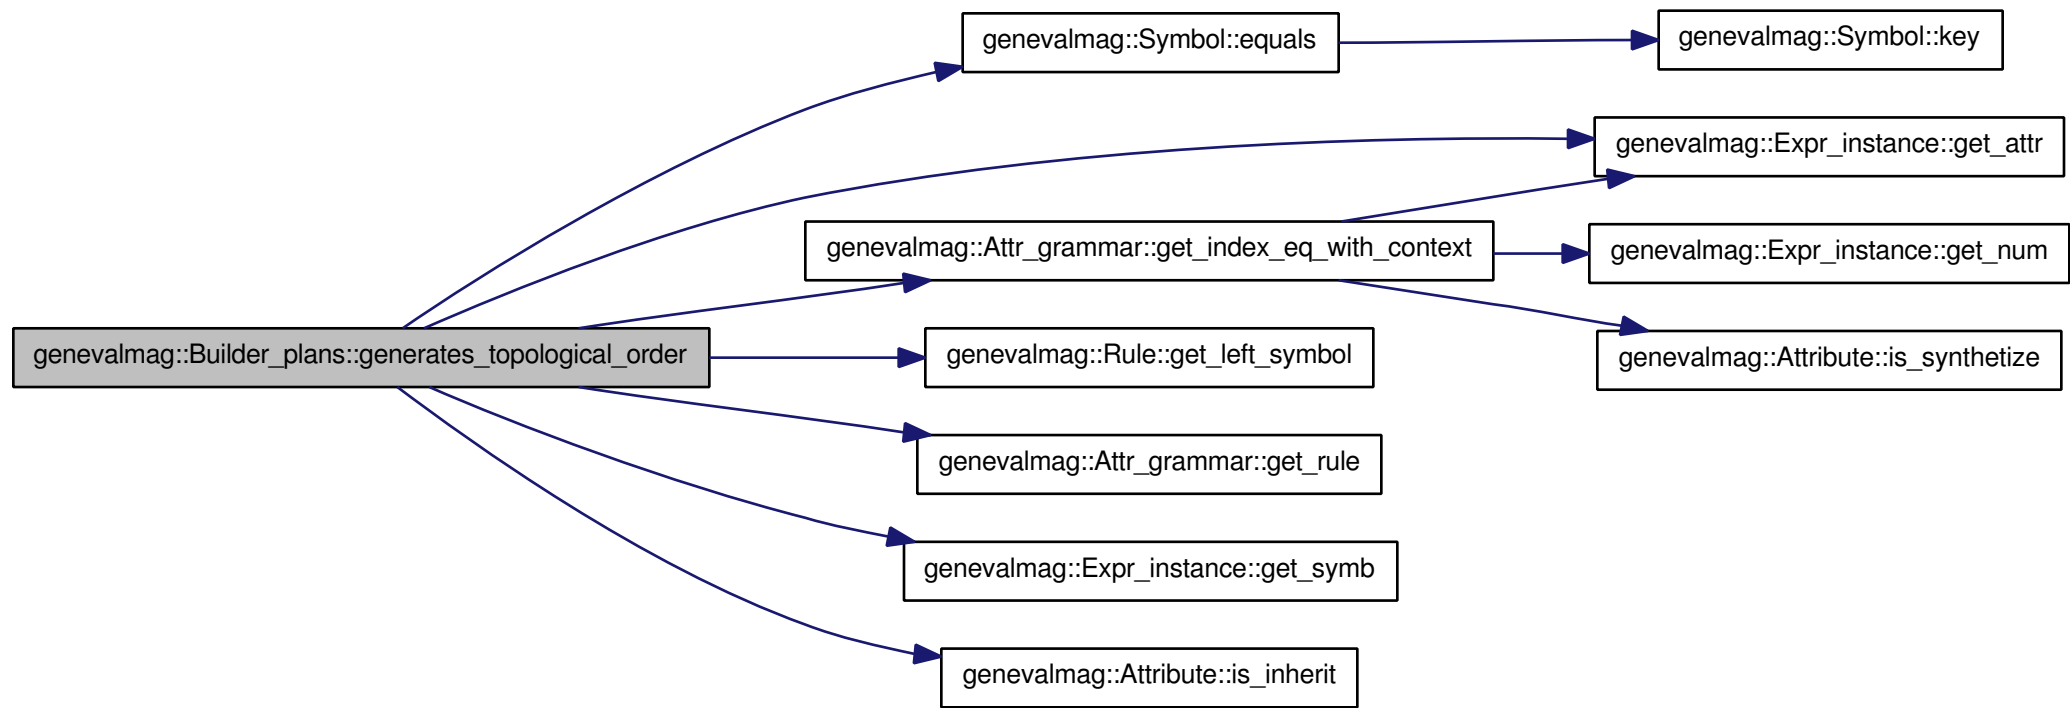 genevalmag::Symbol::equals
genevalmag::Symbol::key
genevalmag::Expr_instance::get_attr
genevalmag::Attr_grammar::get_index_eq_with_context
genevalmag::Expr_instance::get_num
genevalmag::Builder_plans::generates_topological_order
genevalmag::Rule::get_left_symbol
genevalmag::Attribute::is_synthetize
genevalmag::Attr_grammar::get_rule
genevalmag::Expr_instance::get_symb
genevalmag::Attribute::is_inherit